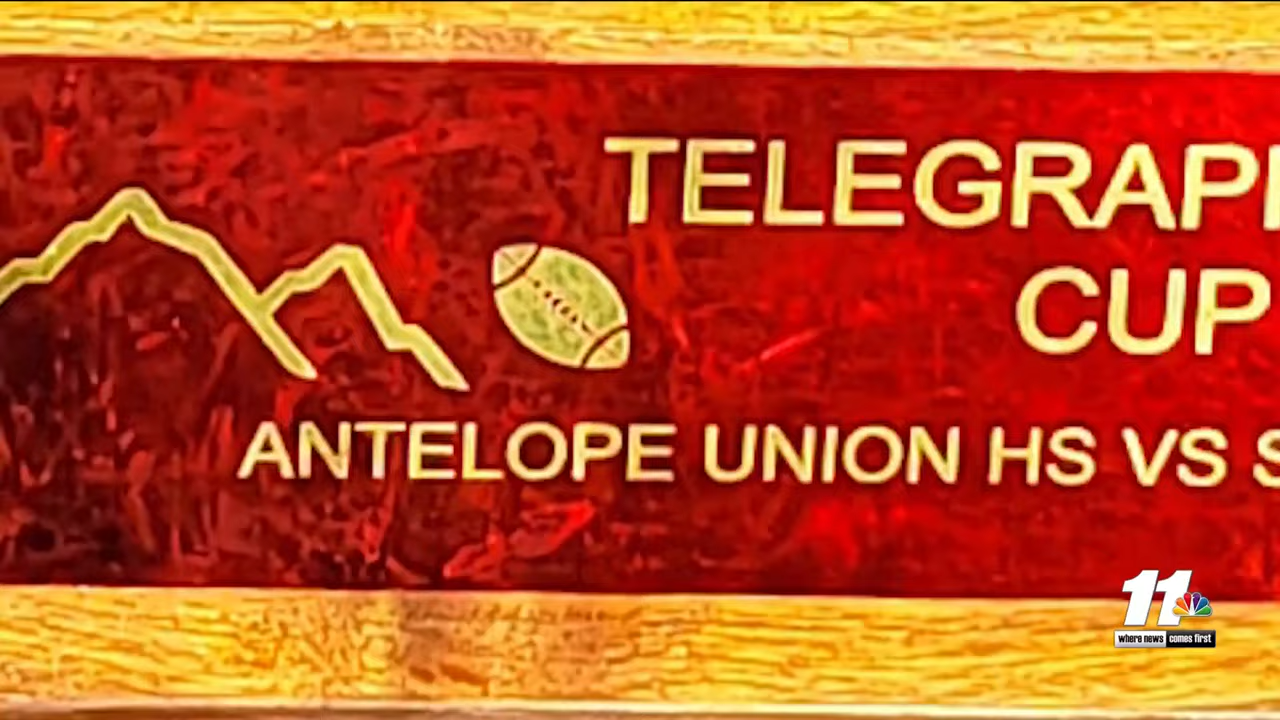 TELEGRAP
CUP
ANTELOPE UNION HS VS S
11
where news comes first